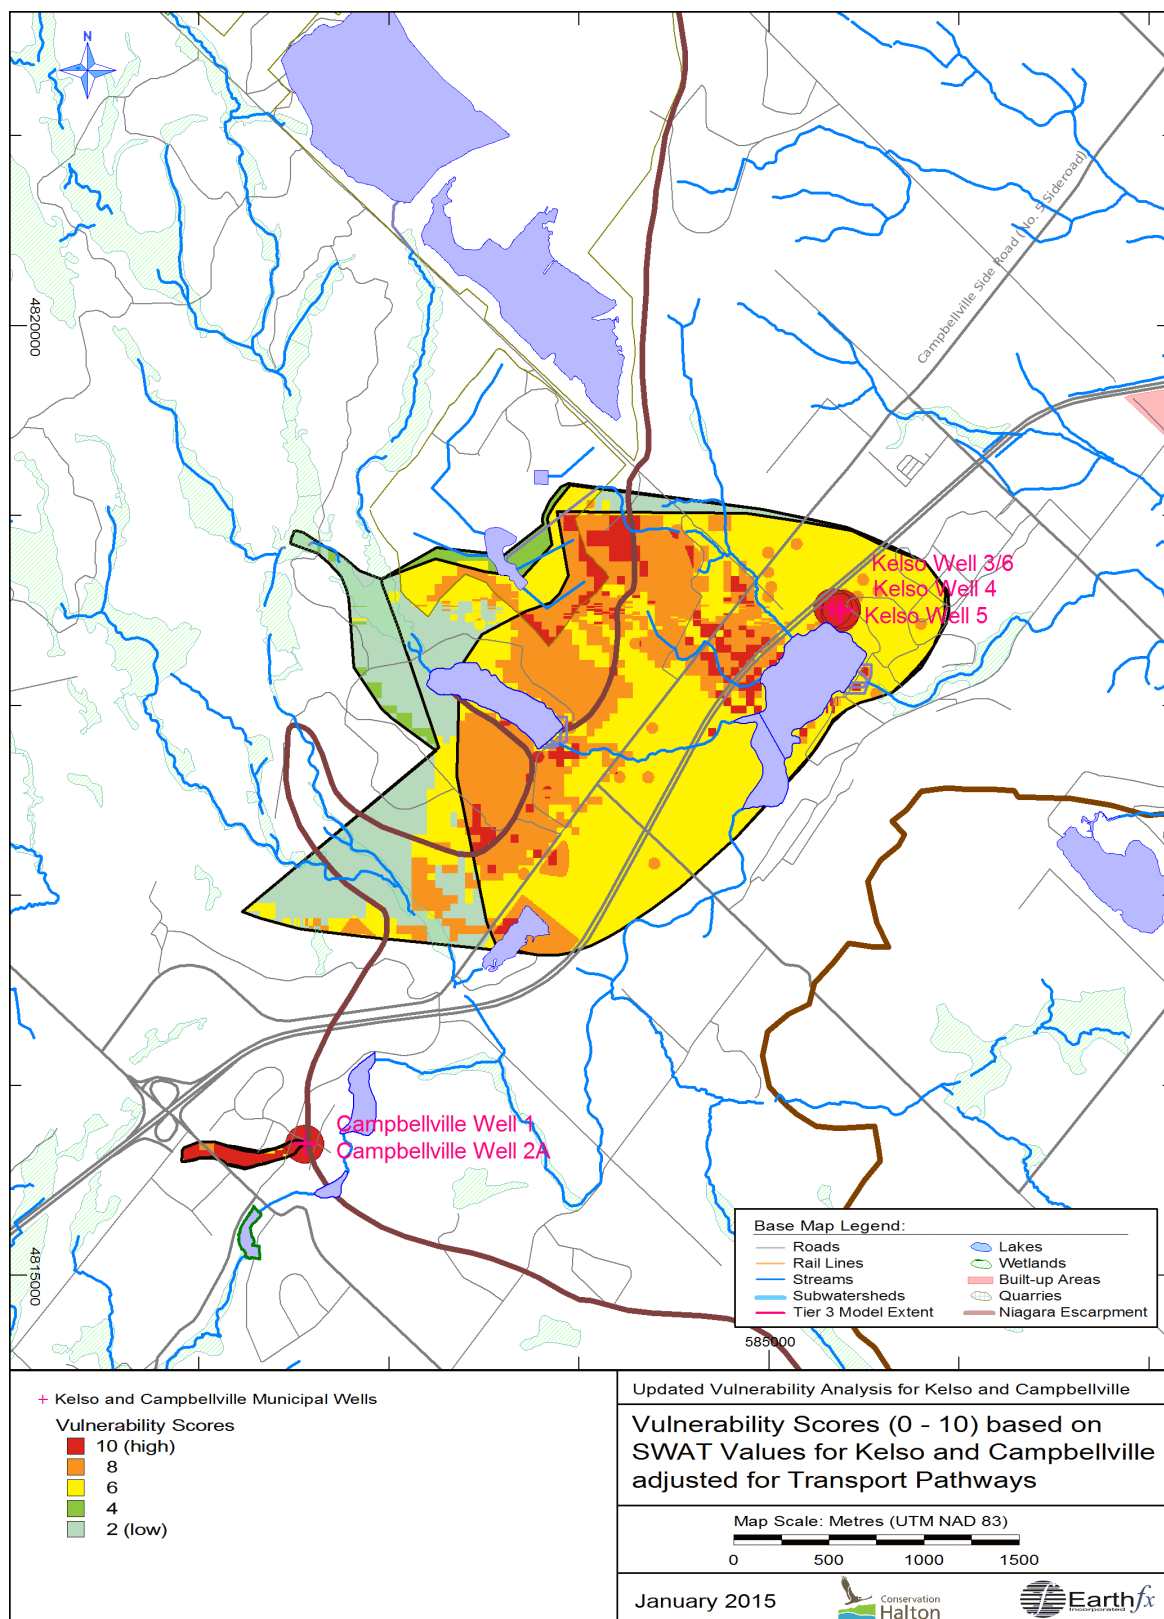 N
Campbellville Side Road (No. 5 Sideroad)
4820000
Kelso Well 3/6
Kelso Well 4
Kelso Well 5
Campbellville Well 1
Campbellville Well 2A
4815000
585000
Base Map Legend:
Roads
Rail Lines
Streams
Subwatersheds
Tier 3 Model Extent
Lakes
Wetlands
Built-up Areas
Quarries
Niagara Escarpment
+ Kelso and Campbellville Municipal Wells
Vulnerability Scores
10 (high)
8
6
4
2 (low)
Updated Vulnerability Analysis for Kelso and Campbellville
Vulnerability Scores (0 - 10) based on
SWAT Values for Kelso and Campbellville
adjusted for Transport Pathways
Map Scale: Metres (UTM NAD 83)
0 500 1000 1500
January 2015
Conservation
Halton
Earthfx
Incorporated